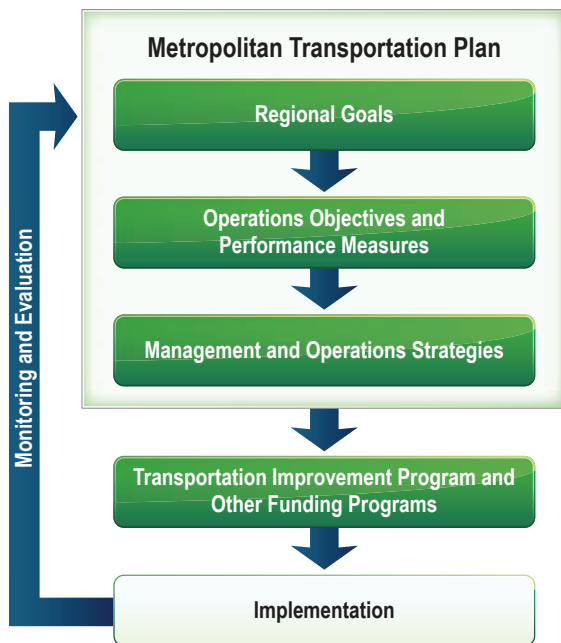 Metropolitan Transportation Plan
Regional Goals
Operations Objectives and
Performance Measures
Management and Operations Strategies
Transportation Improvement Program and
Other Funding Programs
Implementation
Monitoring and Evaluation